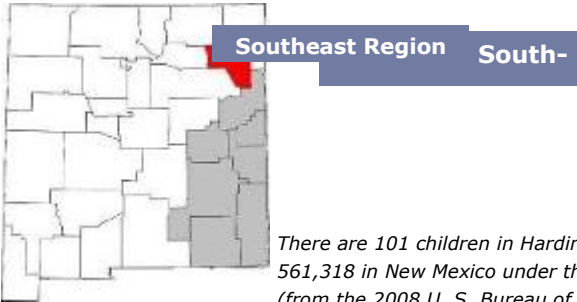 Southeast Region
South-
There are 101 children in Hardin
561,318 in New Mexico under th
(from the 2008 U. S. Bureau of